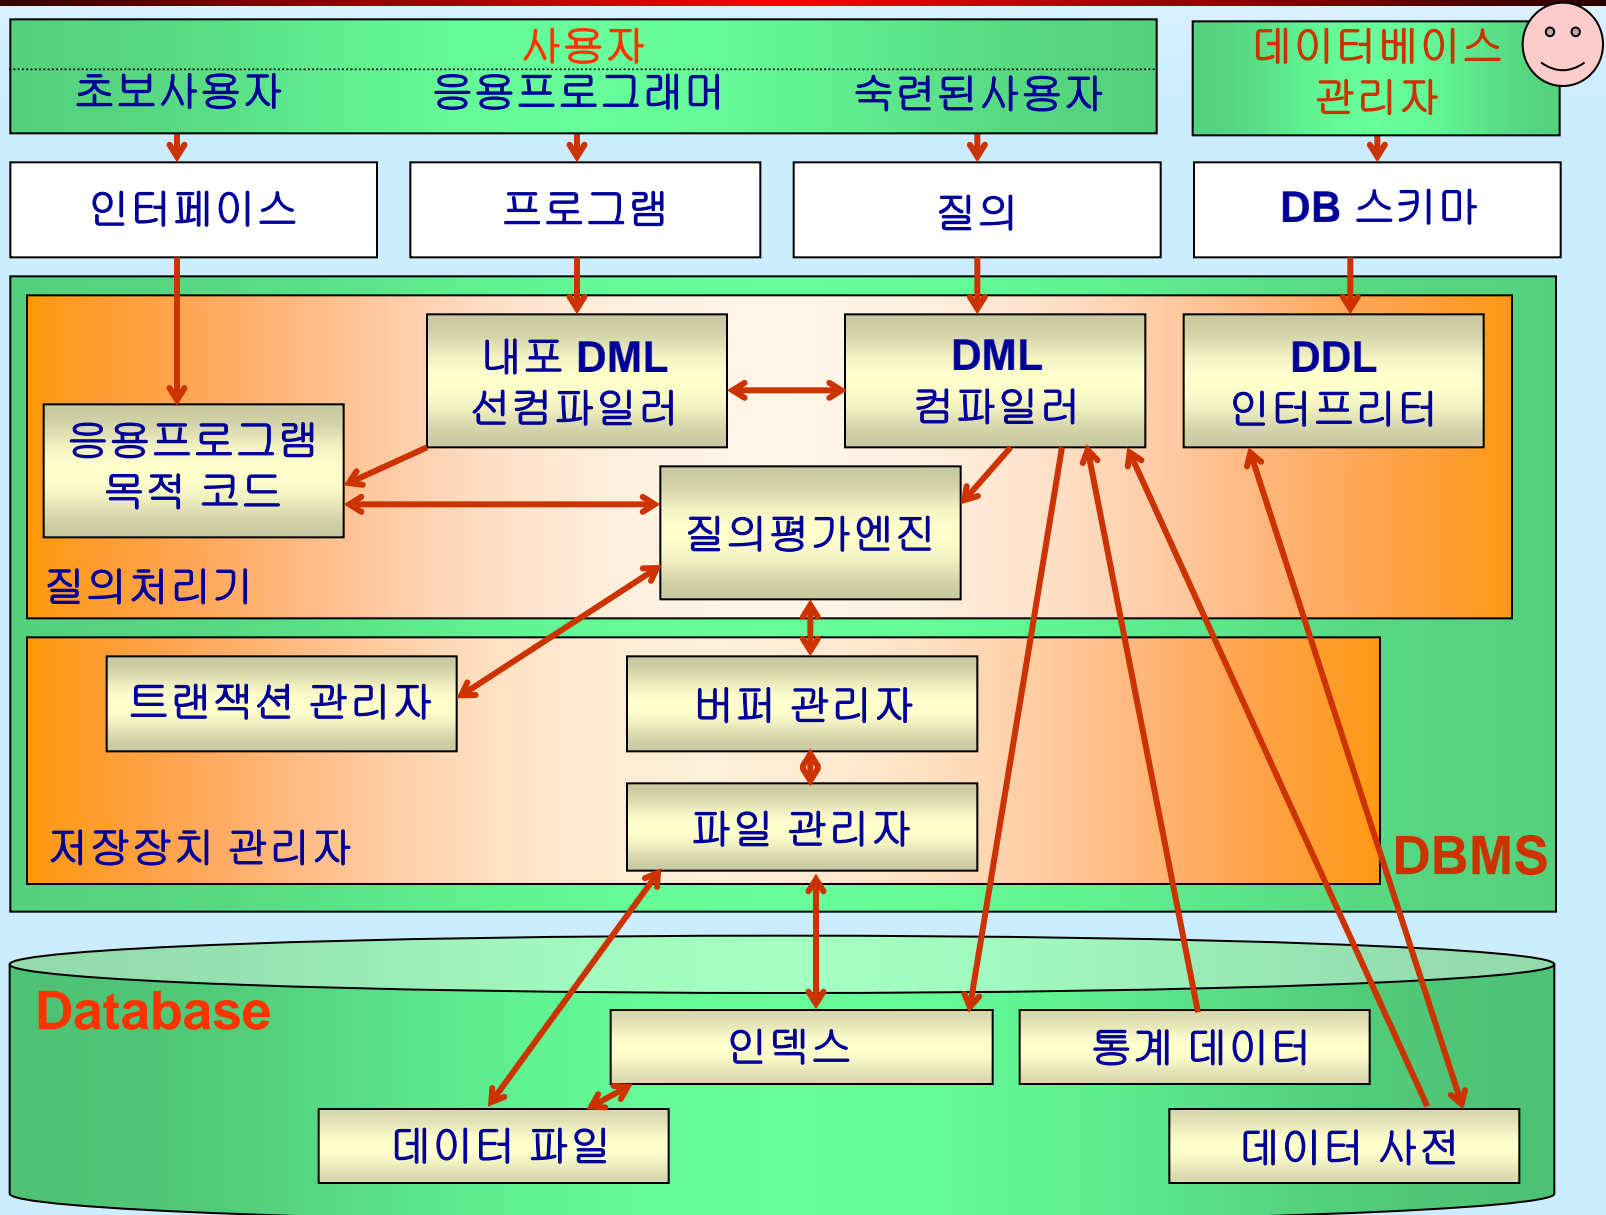 사용자
초보사용자 응용프로그래머 숙련된사용자
데이터베이스
관리자
인터페이스
프로그램
질의
DB 스키마
내포 DML
선컴파일러
DML
컴파일러
DDL
인터프리터
응용프로그램
목적 코드
질의평가엔진
질의처리기
트랜잭션 관리자
버퍼 관리자
파일 관리자
저장장치 관리자
DBMS
Database
인덱스
통계 데이터
데이터 파일
데이터 사전